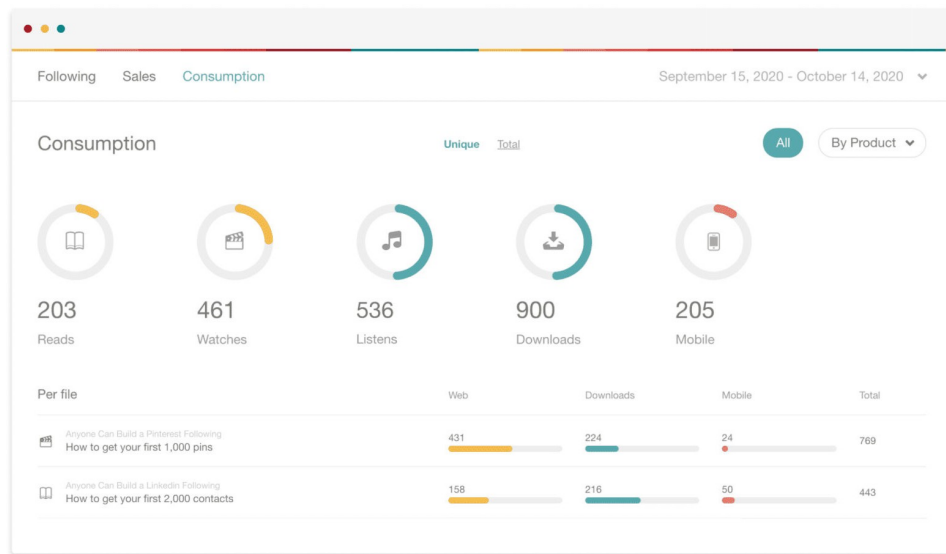 Following Sales Consumption September 15, 2020 - October 14, 2020
Consumption Unique Total All By Product
203 461 536 900 205
Reads Watches Listens Downloads Mobile
Per file Web Downloads Mobile Total
Anyone Can Build a Pinterest Following
How to get your first 1,000 pins
431 224 24 769
Anyone Can Build a Linkedin Following
How to get your first 2,000 contacts
158 216 50 443